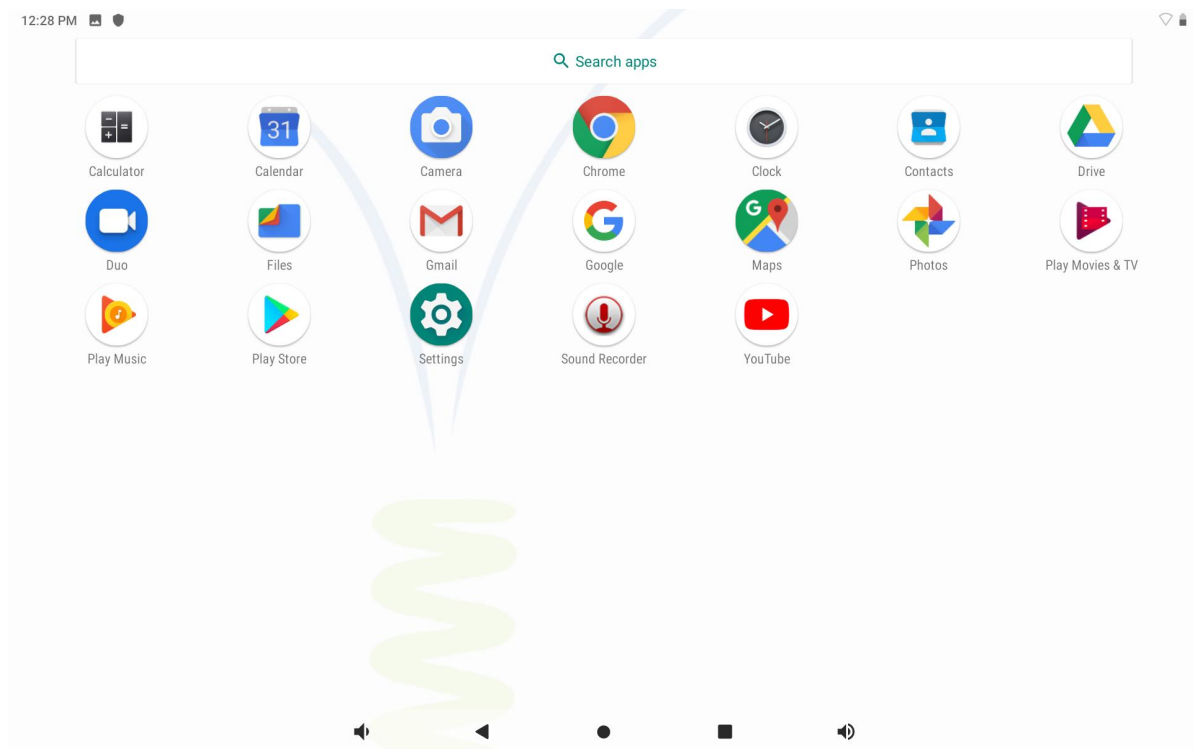 12:28 PM
Search apps
31
Calculator
Calendar
Camera
Chrome
Clock
Contacts
Drive
G
G
Duo
Files
Gmail
Google
Maps
Photos
Play Movies & TV
Play Music
Play Store
Settings
Sound Recorder
YouTube